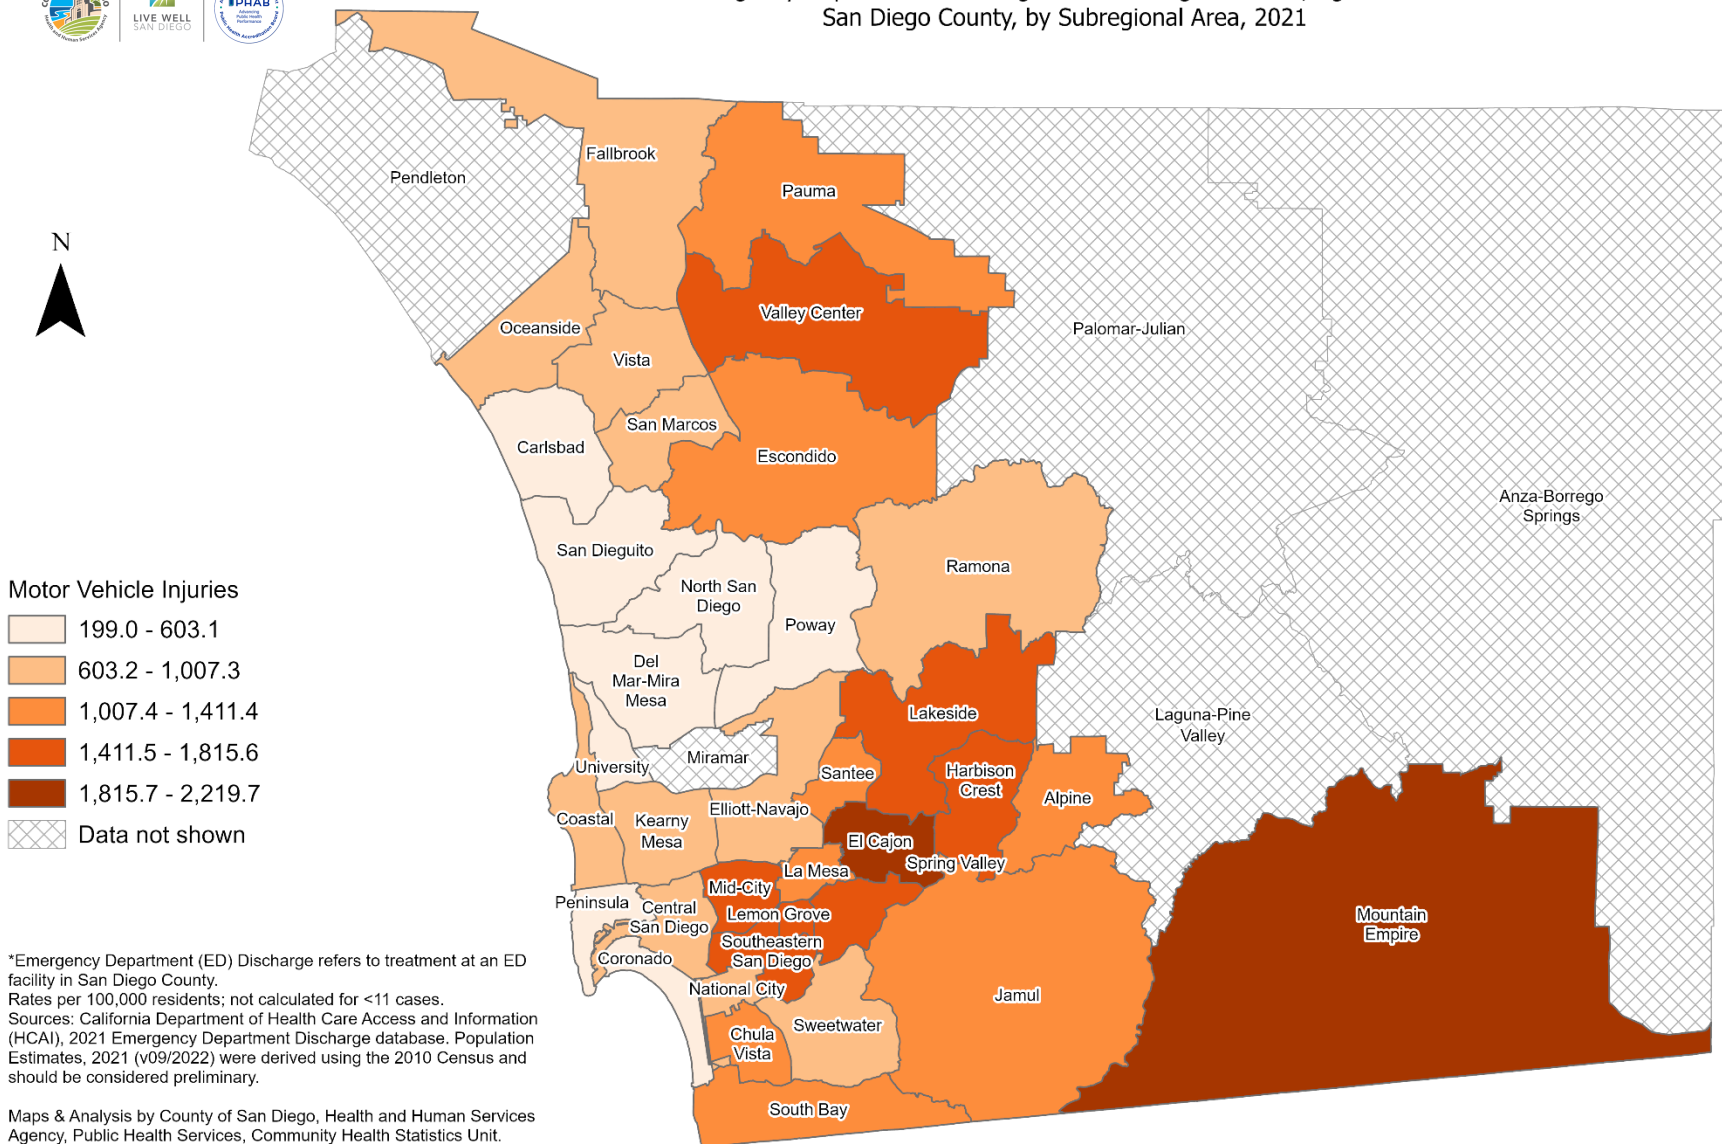 LIVE WELL
SAN DIEGO
PHAB
Advancing
Public Health
Performance
San Diego County, by Subregional Area, 2021
N
Fallbrook
Pendleton
Pauma
Valley Center
Oceanside
Palomar-Julian
Vista
San Marcos
Carlsbad
Escondido
Anza-Borrego
Springs
San Dieguito
Ramona
North San
Diego
Poway
Del
Mar-Mira
Mesa
Lakeside
Laguna-Pine
Valley
Miramar
University
Santee
Harbison
Crest
Alpine
Elliott-Navajo
Coastal
Kearny
Mesa
El Cajon
Spring Valley
La Mesa
Mid-City
Peninsula
Central
San Diego
Lemon Grove
Mountain
Empire
Southeastern
San Diego
Coronado
National City
Jamul
Sweetwater
Chula
Vista
South Bay
Motor Vehicle Injuries
199.0 - 603.1
603.2 - 1,007.3
1,007.4 - 1,411.4
1,411.5 - 1,815.6
1,815.7 - 2,219.7
Data not shown
*Emergency Department (ED) Discharge refers to treatment at an ED
facility in San Diego County.
Rates per 100,000 residents; not calculated for <11 cases.
Sources: California Department of Health Care Access and Information
(HCAI), 2021 Emergency Department Discharge database. Population
Estimates, 2021 (v09/2022) were derived using the 2010 Census and
should be considered preliminary.
Maps & Analysis by County of San Diego, Health and Human Services
Agency, Public Health Services, Community Health Statistics Unit.